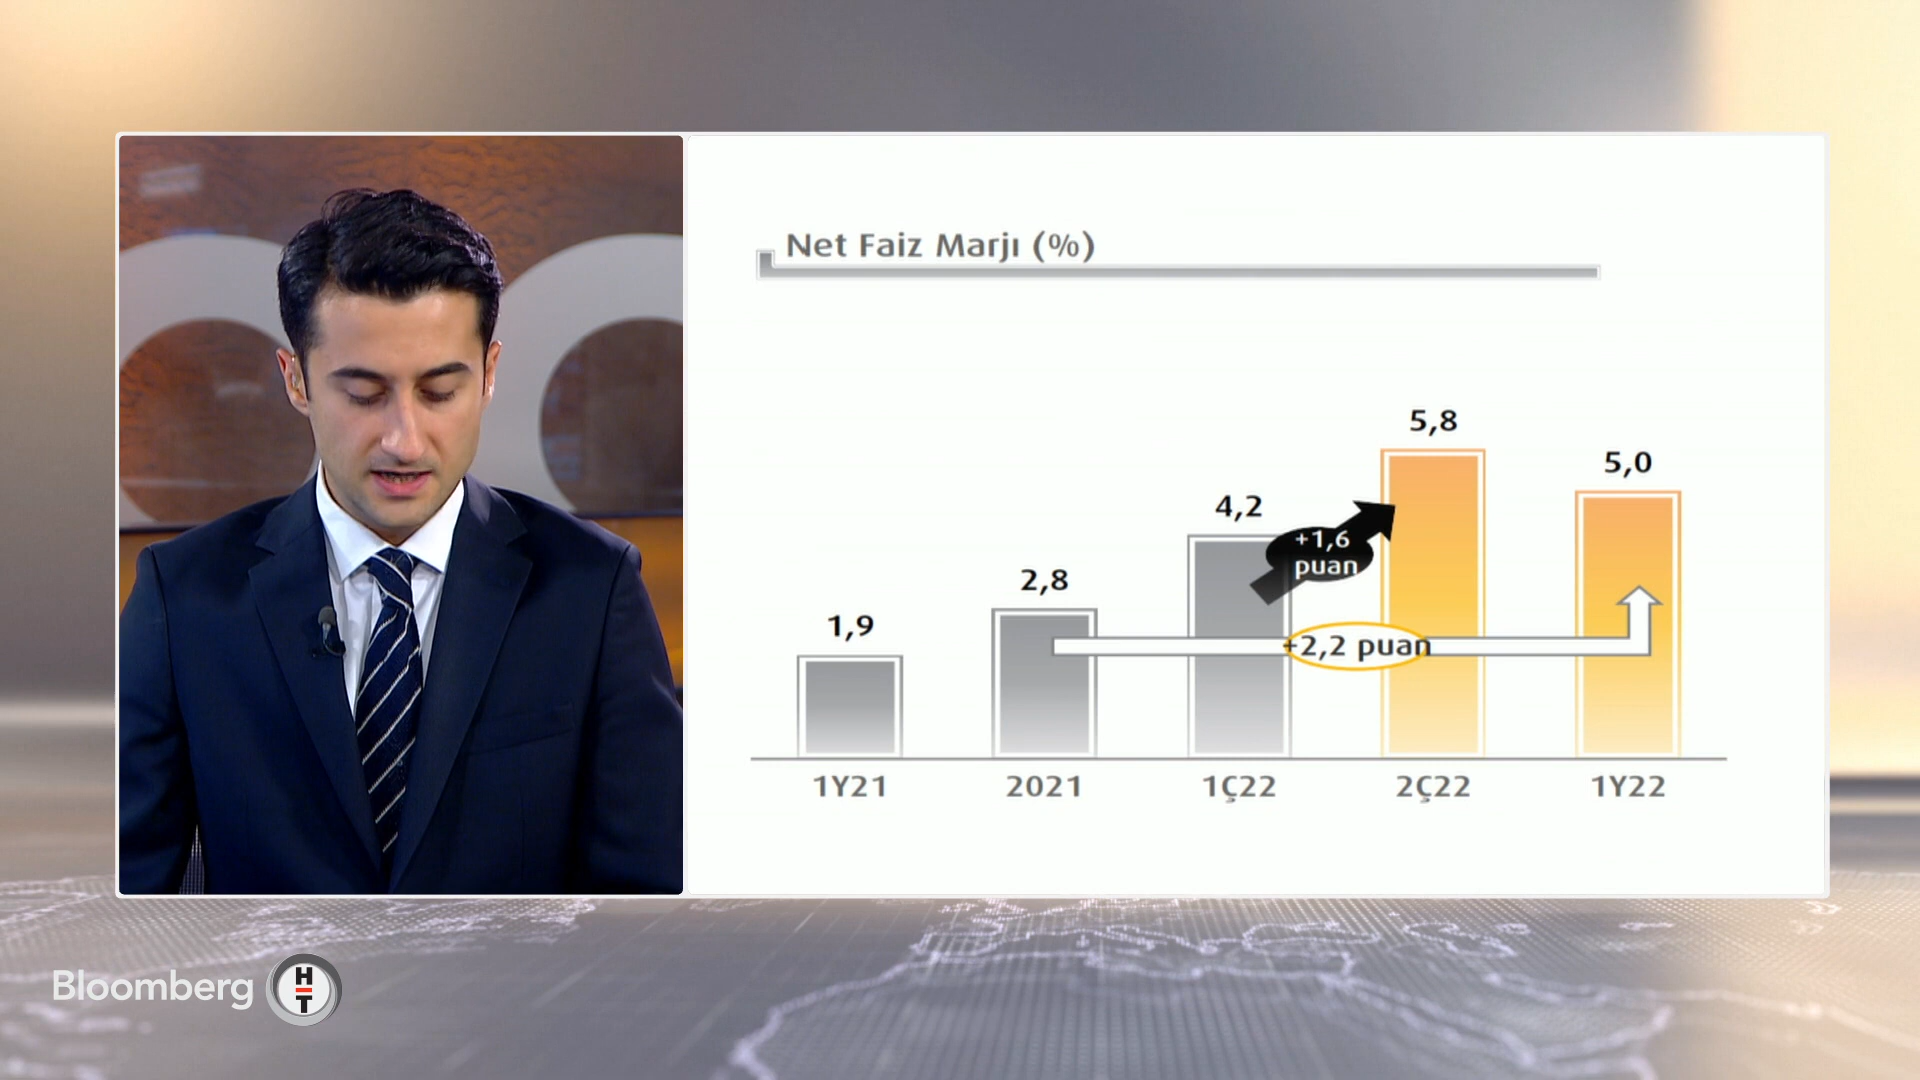 Net Faiz Marjı (%)
5,8
5,0
4,2
+1,6
puan
2,8
1,9
+2,2 puan
1Y21 2021 1Ç22 2Ç22 1Y22
Bloomberg HT